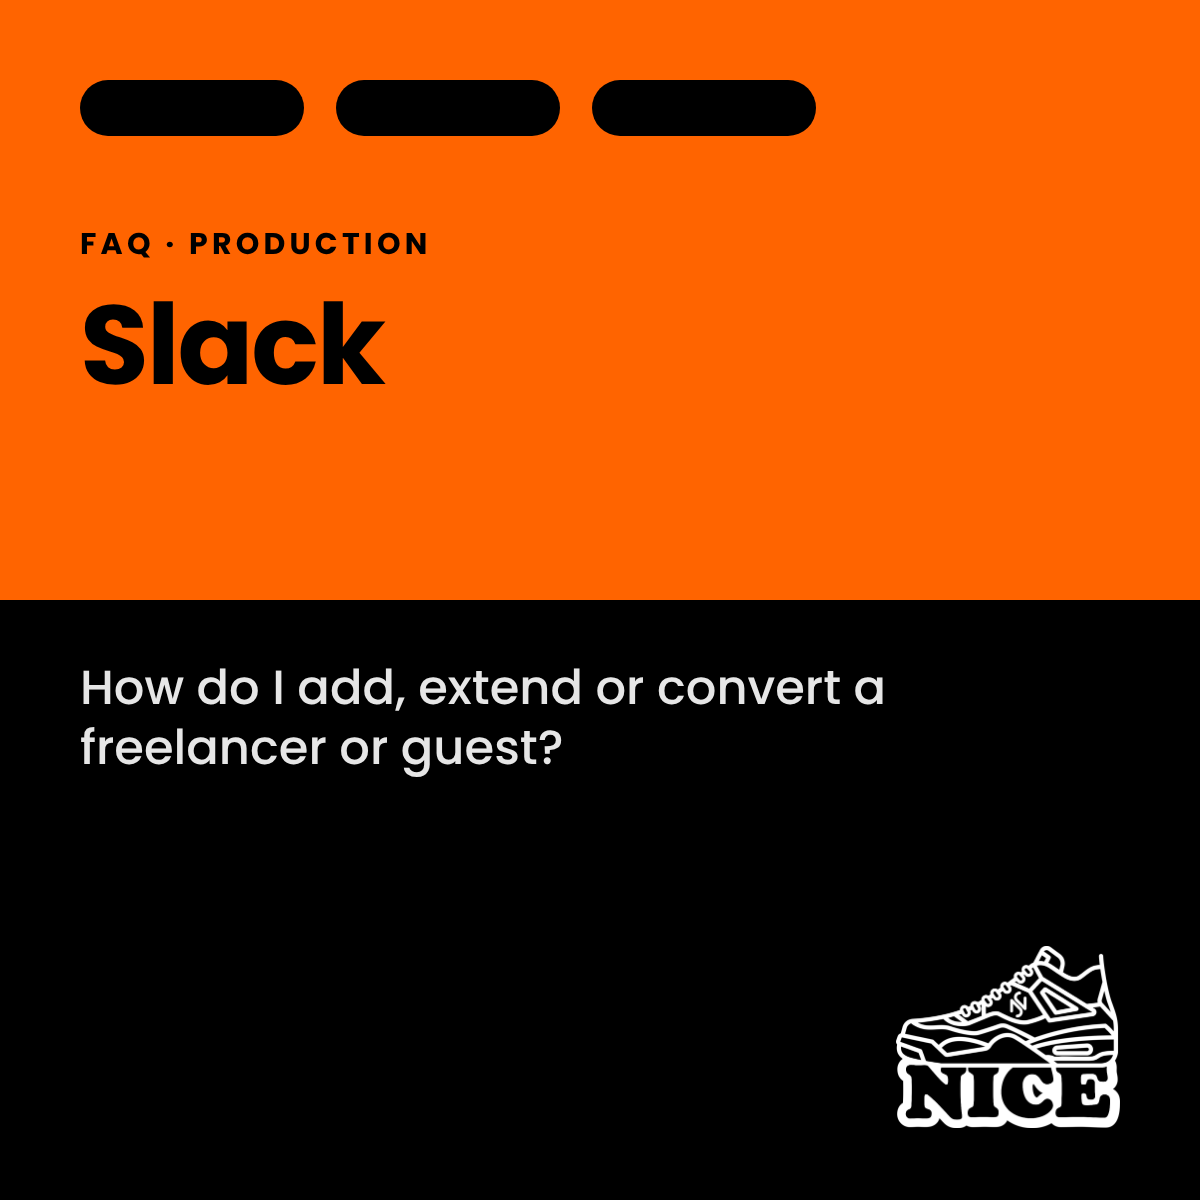 FAQ · PRODUCTION
Slack
How do I add, extend or convert a
freelancer or guest?
NICE